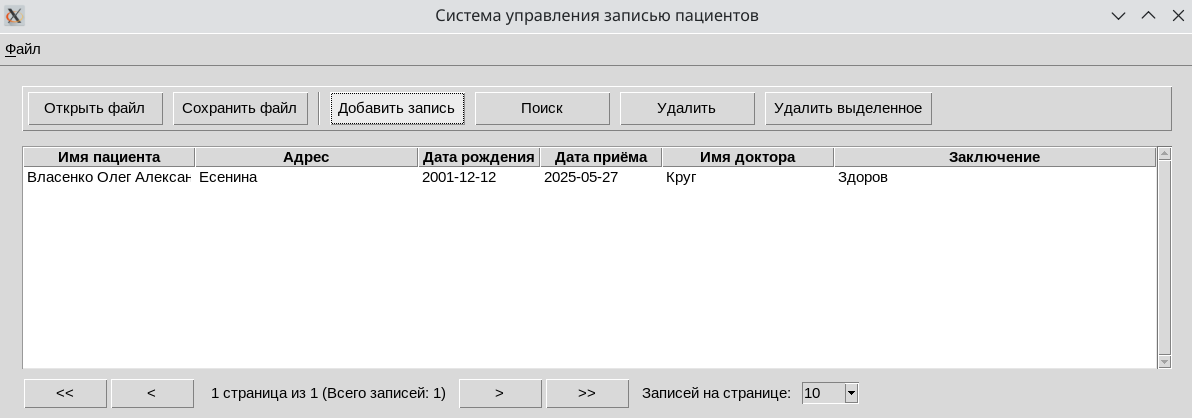 Система управления записью пациентов
Файл
Открыть файл Сохранить файл Добавить запись Поиск Удалить Удалить выделенное
Имя пациента Адрес Дата рождения Дата приёма Имя доктора Заключение
Власенко Олег Алексан Есенина 2001-12-12 2025-05-27 Круг Здоров
<< < 1 страница из 1 (Всего записей: 1) > >> Записей на странице: 10